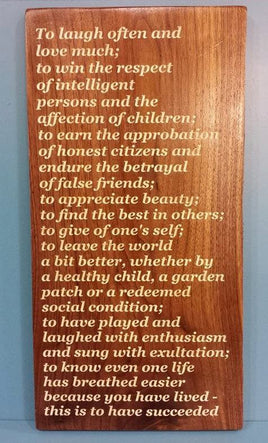 To laugh often and
love much;
to win the respect
of intelligent
persons and the
affection of children;
to earn the approbation
of honest citizens and
endure the betrayal
of false friends;
to appreciate beauty;
to find the best in others;
to give of one's self;
to leave the world
a bit better, whether by
a healthy child, a garden
patch or a redeemed
social condition;
to have played and
laughed with enthusiasm
and sung with exultation;
to know even one life
has breathed easier
because you have lived -
this is to have succeeded